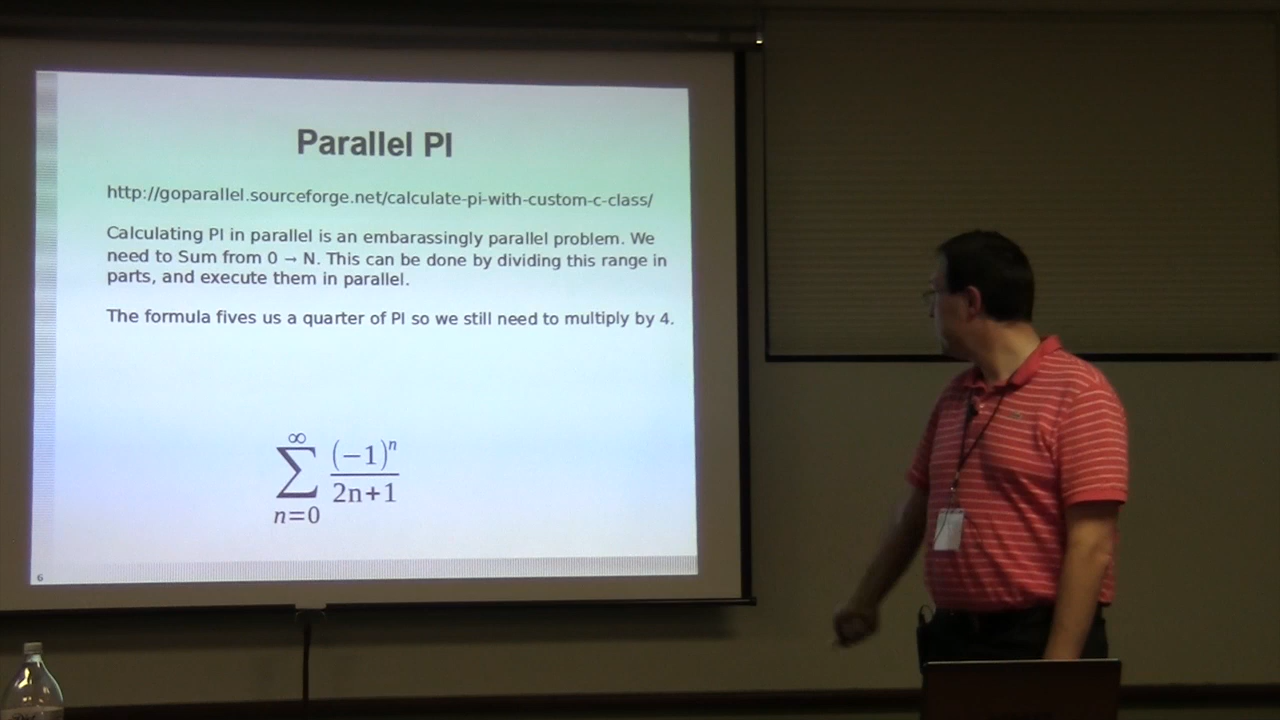 Parallel PI
http://goparallel.sourceforge.net/calculate-pi-with-custom-c-class/
Calculating PI in parallel is an embarassingly parallel problem. We
need to Sum from 0 → N. This can be done by dividing this range in
parts, and execute them in parallel.
The formula fives us a quarter of PI so we still need to multiply by 4.
∞
∑ (−1)ⁿ
2n+1
n=0
6